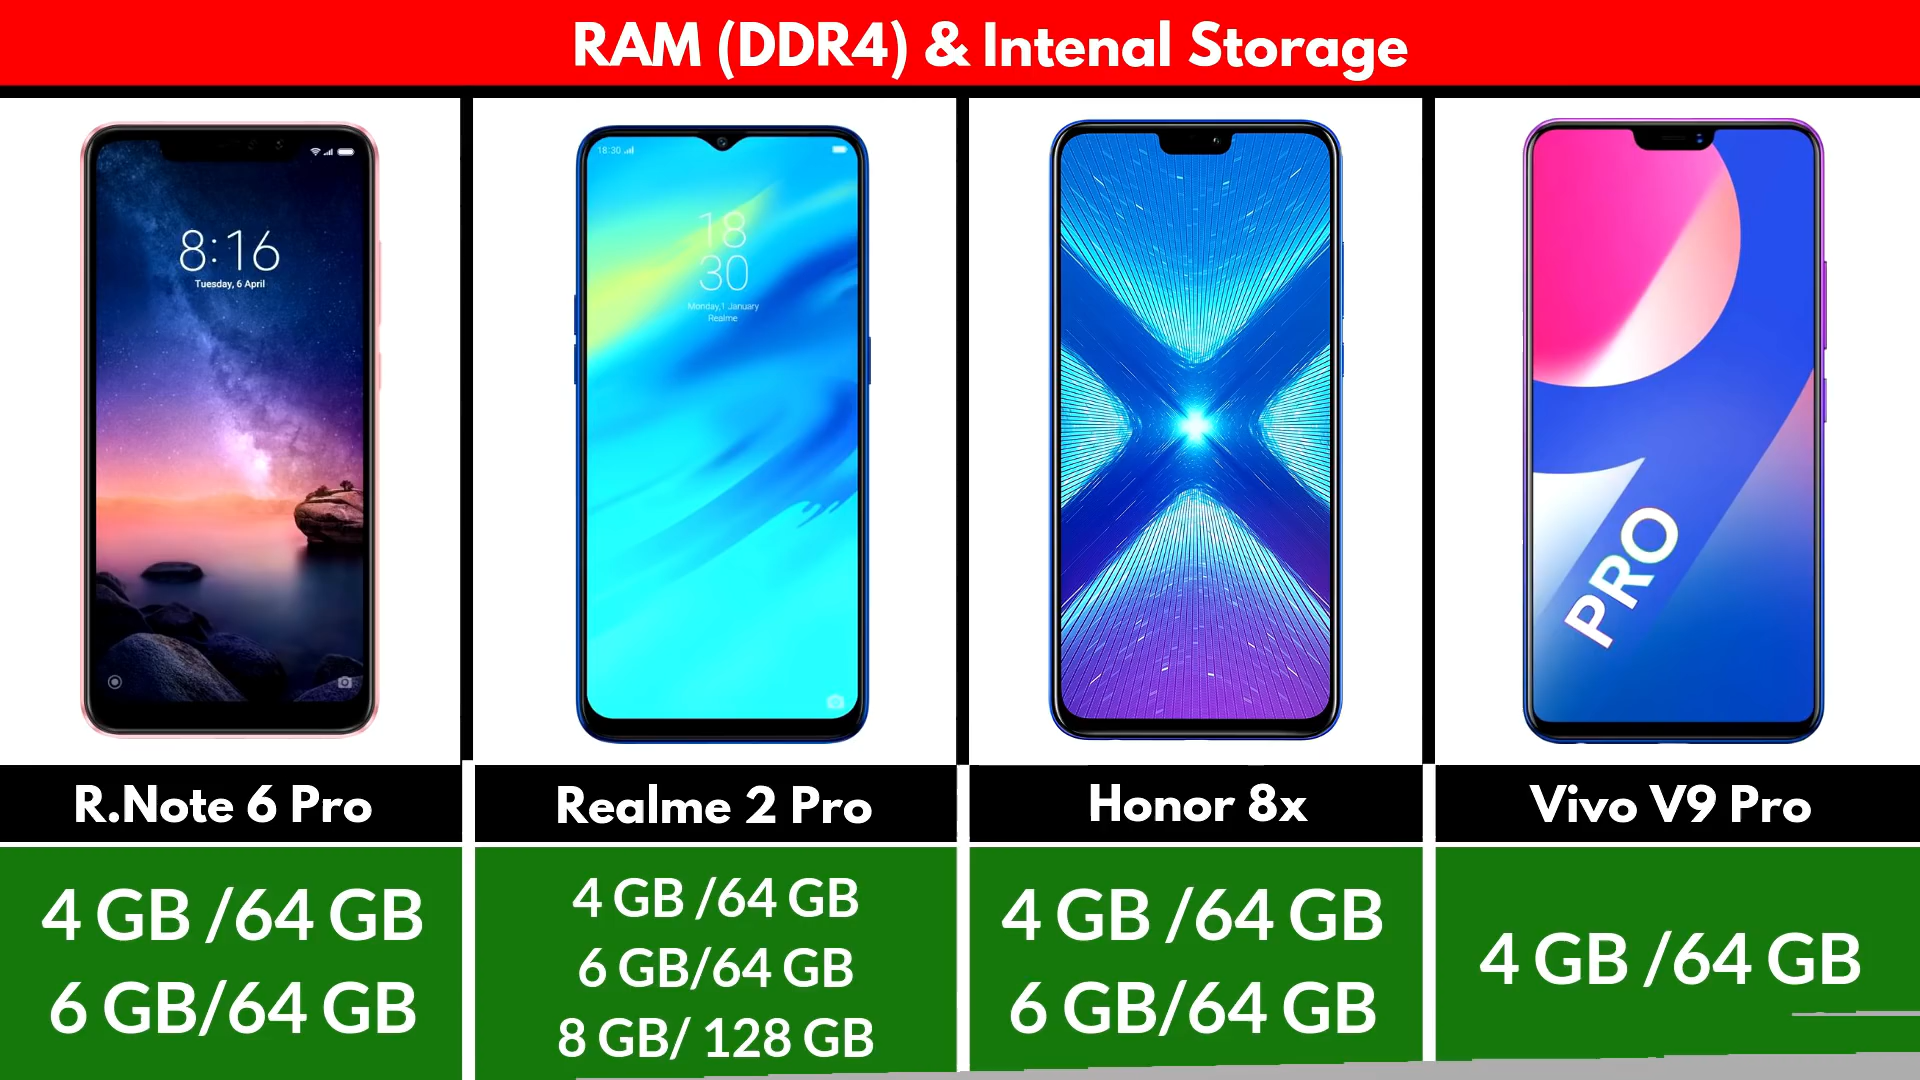 RAM (DDR4) & Intenal Storage
8:16
Tuesday, 6 April
18:30
18
30
Monday,1 January
Realme
PRO
R.Note 6 Pro
Realme 2 Pro
Honor 8x
Vivo V9 Pro
4 GB /64 GB
6 GB/64 GB
4 GB /64 GB
6 GB/64 GB
8 GB/ 128 GB
4 GB /64 GB
6 GB/64 GB
4 GB /64 GB